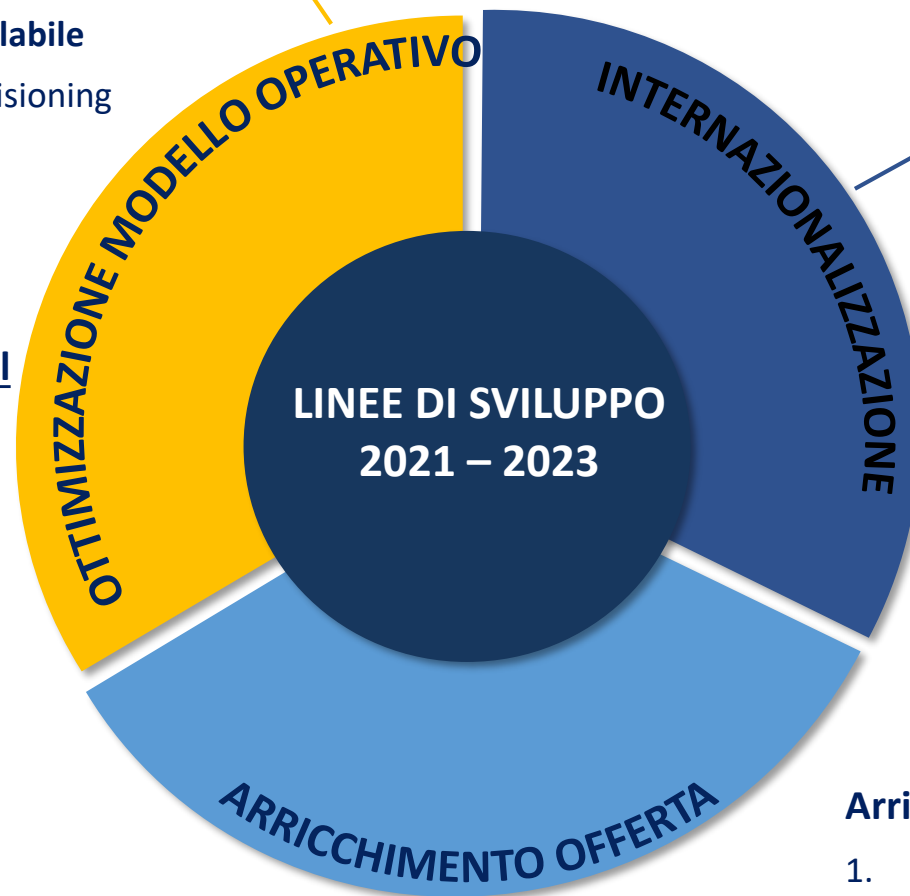 labile
isioning
OTTIMIZZAZIONE MODELLO OPERATIVO
INTERNAZIONALIZZAZIONE
I
LINEE DI SVILUPPO
2021 – 2023
ARRICCHIMENTO OFFERTA
Arri
1.